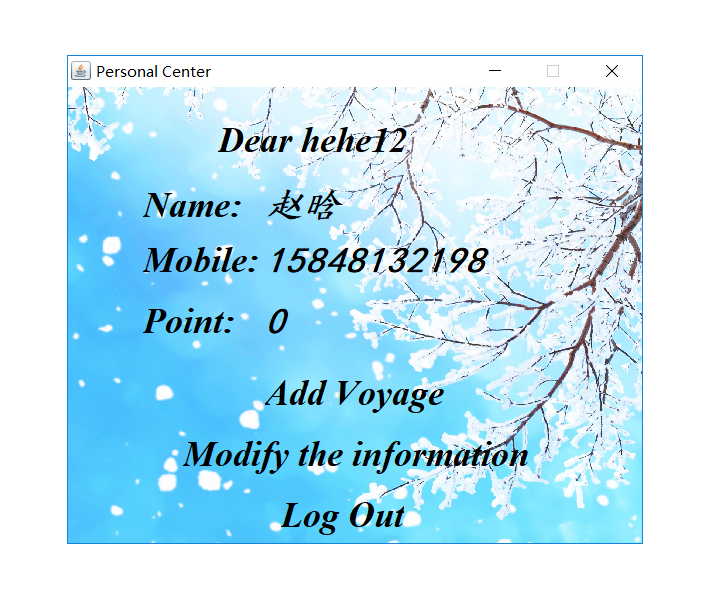 Personal Center
Dear hehe12
Name: 赵晗
Mobile: 15848132198
Point: 0
Add Voyage
Modify the information
Log Out